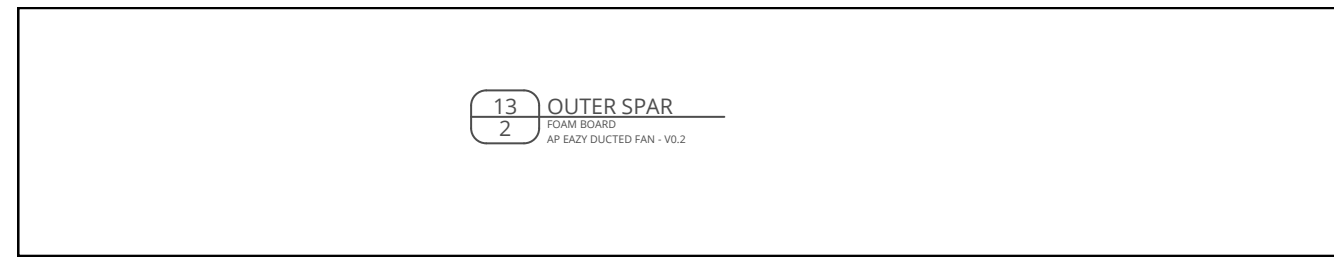 13
2
OUTER SPAR
FOAM BOARD
AP EAZY DUCTED FAN - V0.2